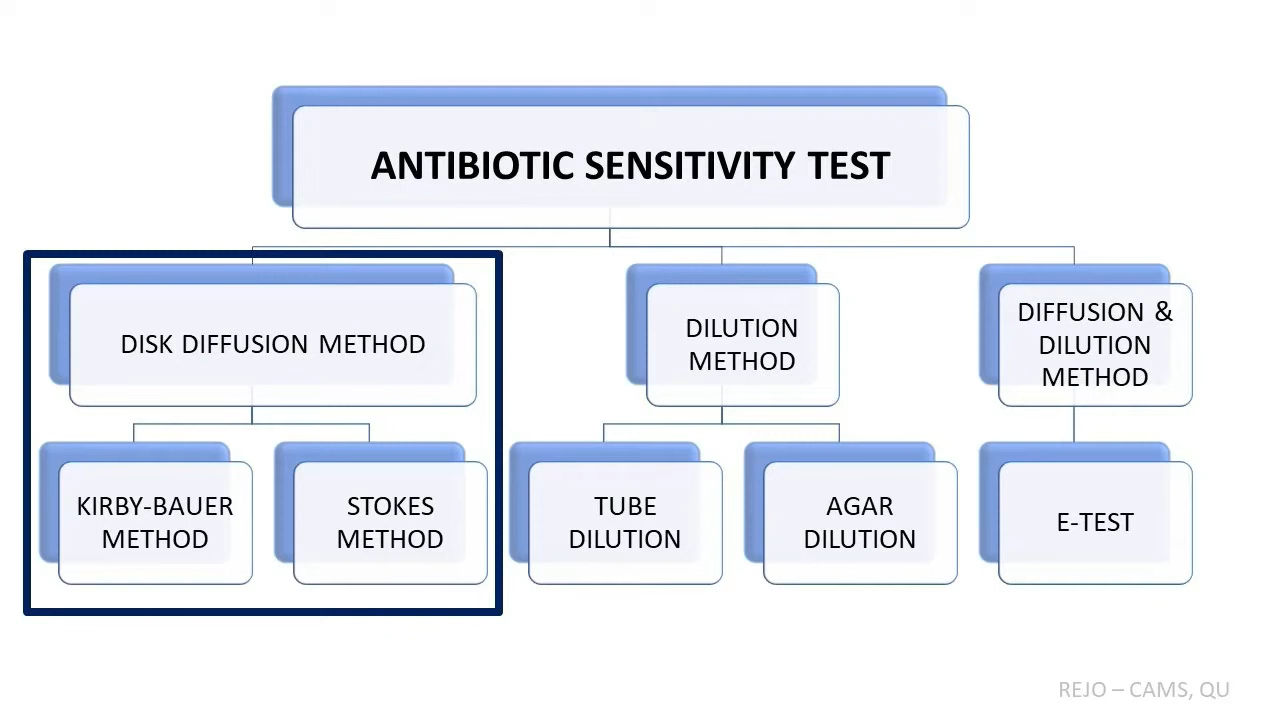 ANTIBIOTIC SENSITIVITY TEST
DISK DIFFUSION METHOD
DILUTION
METHOD
DIFFUSION &
DILUTION
METHOD
KIRBY-BAUER
METHOD
STOKES
METHOD
TUBE
DILUTION
AGAR
DILUTION
E-TEST
REJO – CAMS, QU